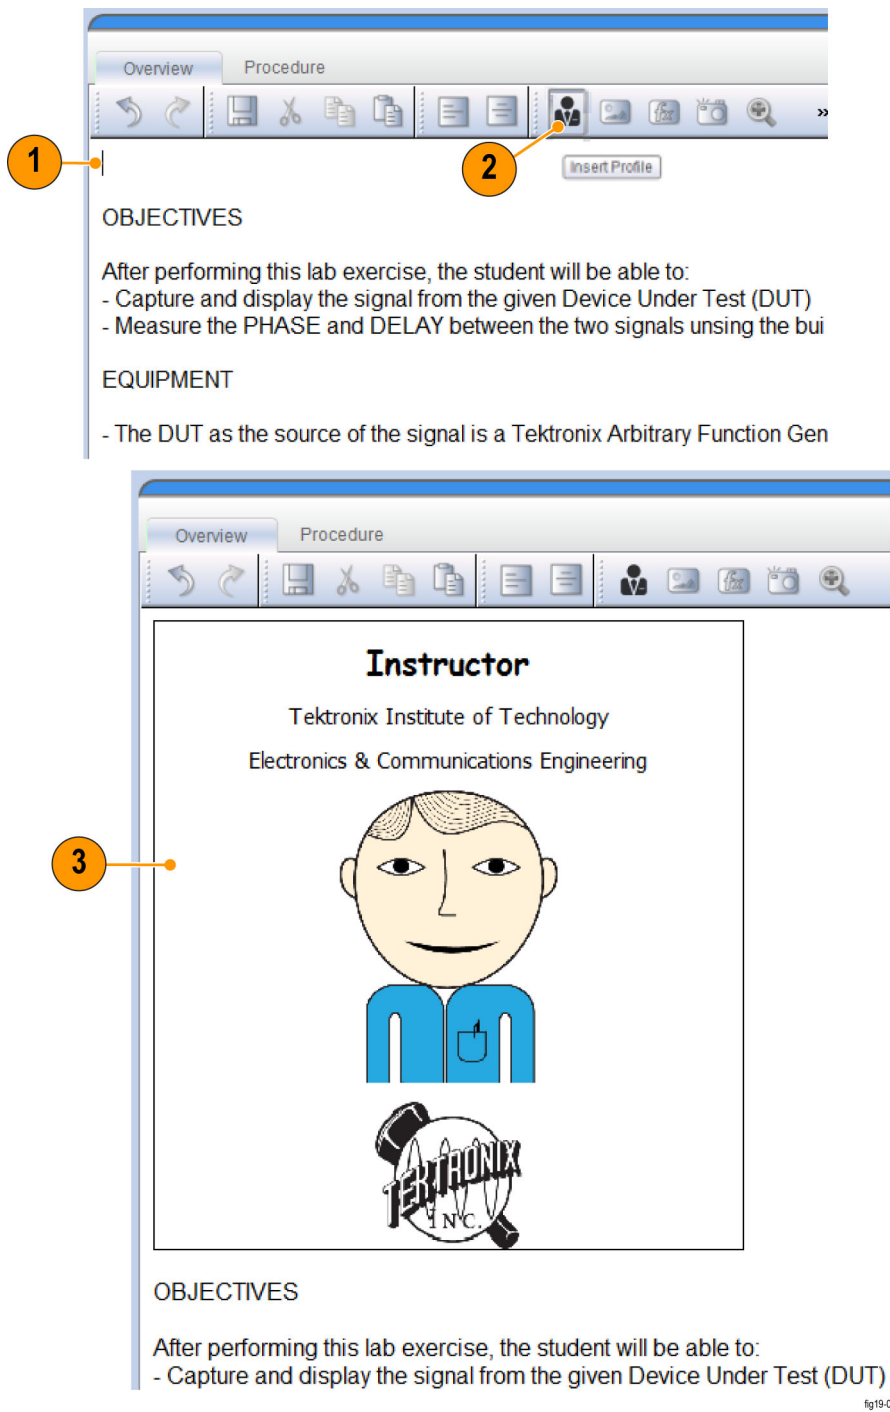 Overview Procedure
fx
»
1
2
Insert Profile
OBJECTIVES
After performing this lab exercise, the student will be able to:
- Capture and display the signal from the given Device Under Test (DUT)
- Measure the PHASE and DELAY between the two signals unsing the bui
EQUIPMENT
- The DUT as the source of the signal is a Tektronix Arbitrary Function Gen
Overview Procedure
fx
Instructor
Tektronix Institute of Technology
Electronics & Communications Engineering
3
TEKTRONIX
INC.
OBJECTIVES
After performing this lab exercise, the student will be able to:
- Capture and display the signal from the given Device Under Test (DUT)
fig19-0